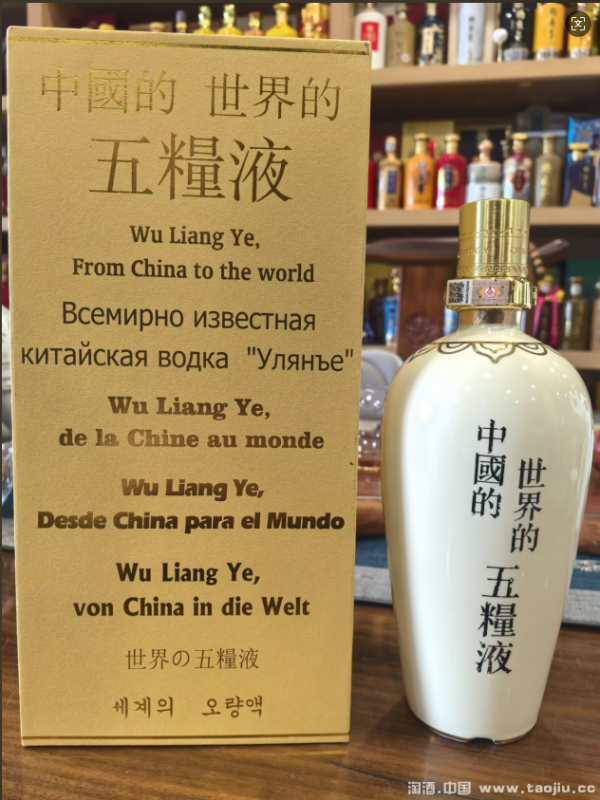 中國的 世界的
五糧液
Wu Liang Ye,
From China to the world
Всемирно известная
китайская водка "Улянъе"
Wu Liang Ye,
de la Chine au monde
Wu Liang Ye,
Desde China para el Mundo
Wu Liang Ye,
von China in die Welt
世界の五糧液
세계의 오량액
中國的
世界的
五糧液
淘酒.中国 www.taojiu.cc